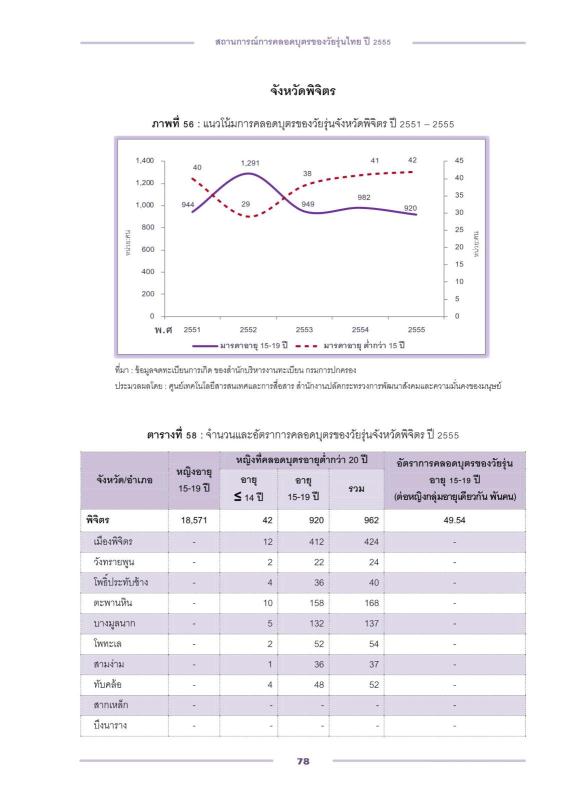 สถานการณ์การคลอดบุตรของวัยรุ่นไทย ปี 2555
จังหวัดพิจิตร
ภาพที่ 56 : แนวโน้มการคลอดบุตรของวัยรุ่นจังหวัดพิจิตร ปี 2551 – 2555
1,400 1,200 1,000 800 600 400 200 0
หน่วย:คน
944 1,291 949 982 920
40 29 38 41 42
45 40 35 30 25 20 15 10 5 0
หน่วย:คน
พ.ศ 2551 2552 2553 2554 2555
มารดาอายุ 15-19 ปี มารดาอายุ ต่ำกว่า 15 ปี
ที่มา : ข้อมูลจดทะเบียนการเกิด ของสำนักบริหารงานทะเบียน กรมการปกครอง
ประมวลผลโดย : ศูนย์เทคโนโลยีสารสนเทศและการสื่อสาร สำนักงานปลัดกระทรวงการพัฒนาสังคมและความมั่นคงของมนุษย์
ตารางที่ 58 : จำนวนและอัตราการคลอดบุตรของวัยรุ่นจังหวัดพิจิตร ปี 2555
จังหวัด/อำเภอ
หญิงอายุ
15-19 ปี
หญิงที่คลอดบุตรอายุต่ำกว่า 20 ปี
อายุ
≤ 14 ปี
อายุ
15-19 ปี
รวม
อัตราการคลอดบุตรของวัยรุ่น
อายุ 15-19 ปี
(ต่อหญิงกลุ่มอายุเดียวกัน พันคน)
พิจิตร 18,571 42 920 962 49.54
เมืองพิจิตร - 12 412 424 -
วังทรายพูน - 2 22 24 -
โพธิ์ประทับช้าง - 4 36 40 -
ตะพานหิน - 10 158 168 -
บางมูลนาก - 5 132 137 -
โพทะเล - 2 52 54 -
สามง่าม - 1 36 37 -
ทับคล้อ - 4 48 52 -
สากเหล็ก - - - - -
บึงนาราง - - - - -
78